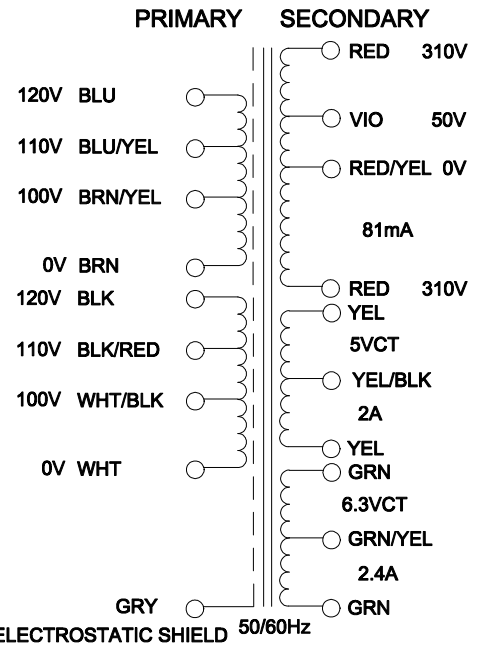 PRIMARY SECONDARY
RED 310V
120V BLU
VIO 50V
110V BLU/YEL
RED/YEL 0V
100V BRN/YEL
81mA
0V BRN
RED 310V
120V BLK
YEL
110V BLK/RED
5VCT
YEL/BLK
100V WHT/BLK
2A
YEL
0V WHT
GRN
6.3VCT
GRN/YEL
2.4A
GRY
GRN
ELECTROSTATIC SHIELD
50/60Hz